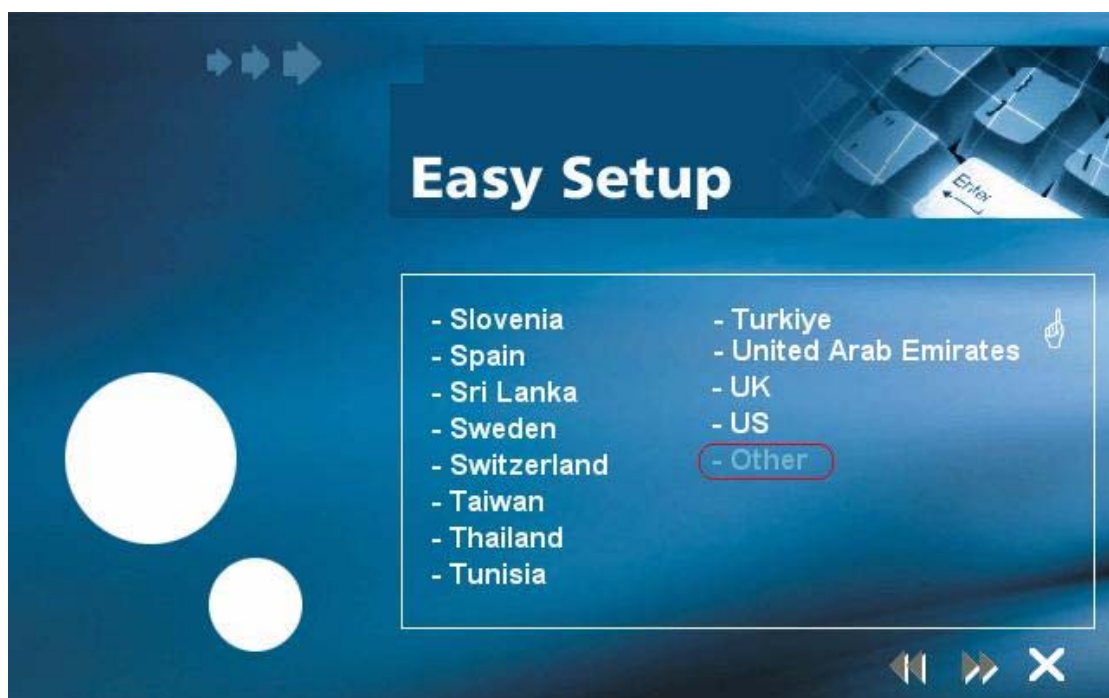 Easy Setup
Enter
- Slovenia
- Spain
- Sri Lanka
- Sweden
- Switzerland
- Taiwan
- Thailand
- Tunisia
- Turkiye
- United Arab Emirates
- UK
- US
- Other